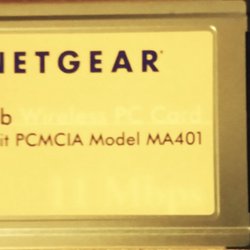 NETGEAR
b Wireless PC Card
it PCMCIA Model MA401
11 Mbps